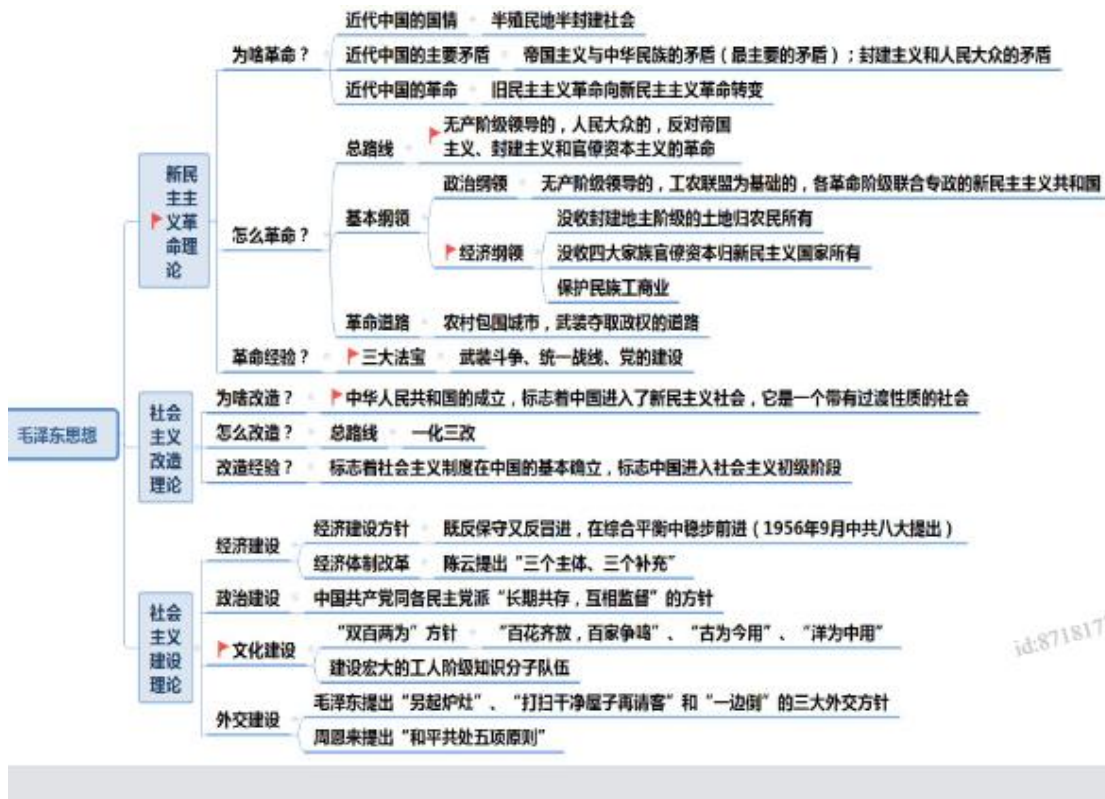 毛泽东思想
新民
主主
义革
命理
论
为啥革命？
近代中国的国情 半殖民地半封建社会
近代中国的主要矛盾 帝国主义与中华民族的矛盾（最主要的矛盾）；封建主义和人民大众的矛盾
近代中国的革命 旧民主主义革命向新民主主义革命转变
怎么革命？
总路线
无产阶级领导的，人民大众的，反对帝国
主义、封建主义和官僚资本主义的革命
基本纲领
政治纲领 无产阶级领导的，工农联盟为基础的，各革命阶级联合专政的新民主主义共和国
经济纲领
没收封建地主阶级的土地归农民所有
没收四大家族官僚资本归新民主义国家所有
保护民族工商业
革命道路 农村包围城市，武装夺取政权的道路
革命经验？ 三大法宝 武装斗争、统一战线、党的建设
社会
主义
改造
理论
为啥改造？ 中华人民共和国的成立，标志着中国进入了新民主义社会，它是一个带有过渡性质的社会
怎么改造？ 总路线 一化三改
改造经验？ 标志着社会主义制度在中国的基本确立，标志中国进入社会主义初级阶段
社会
主义
建设
理论
经济建设
经济建设方针 既反保守又反冒进，在综合平衡中稳步前进（1956年9月中共八大提出）
经济体制改革 陈云提出“三个主体、三个补充”
政治建设 中国共产党同各民主党派“长期共存，互相监督”的方针
文化建设
“双百两为”方针 “百花齐放，百家争鸣”、“古为今用”、“洋为中用”
建设宏大的工人阶级知识分子队伍
外交建设
毛泽东提出“另起炉灶”、“打扫干净屋子再请客”和“一边倒”的三大外交方针
周恩来提出“和平共处五项原则”
id:871817